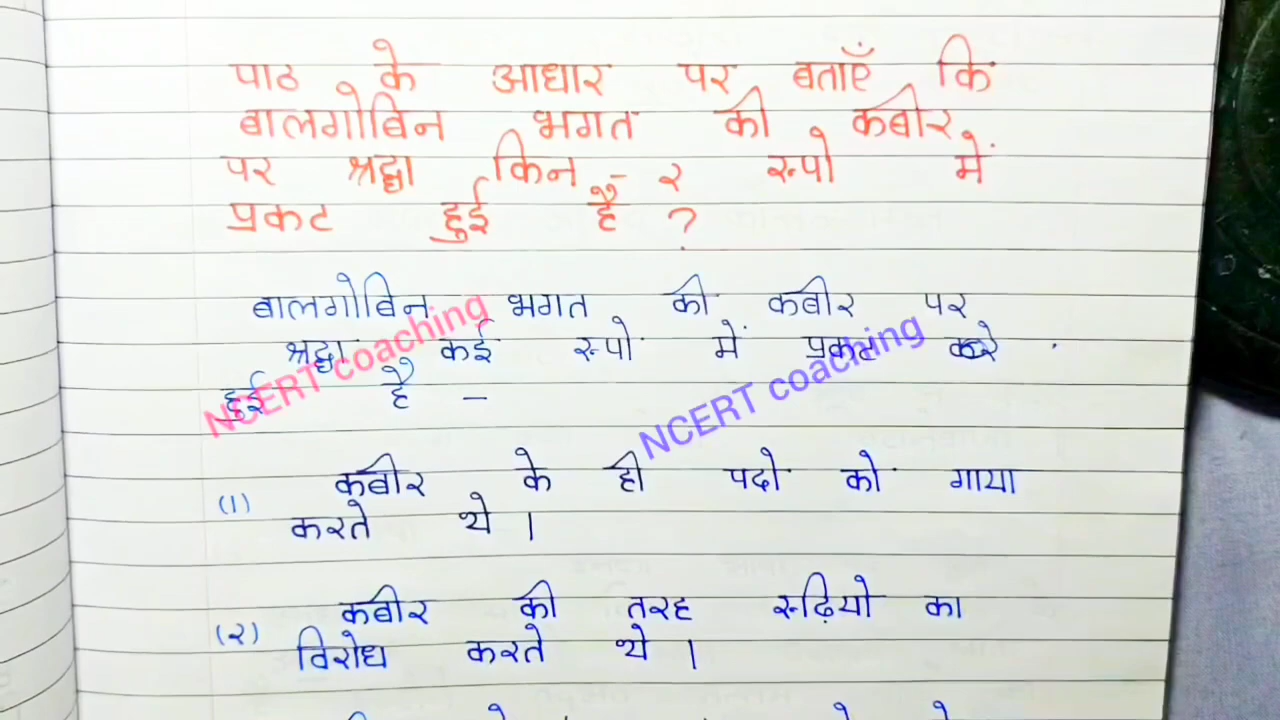 पाठ के आधार पर बताएँ कि
बालगोबिन भगत की कबीर
पर श्रद्धा किन - २ रूपो में
प्रकट हुई है ?
बालगोबिन भगत की कबीर पर
श्रद्धा कई रूपो में प्रकट
हुई है -
NCERT coaching
NCERT coaching
(1) कबीर के ही पदो को गाया
करते थे ।
(२) कबीर की तरह रूढ़ियो का
विरोध करते थे ।